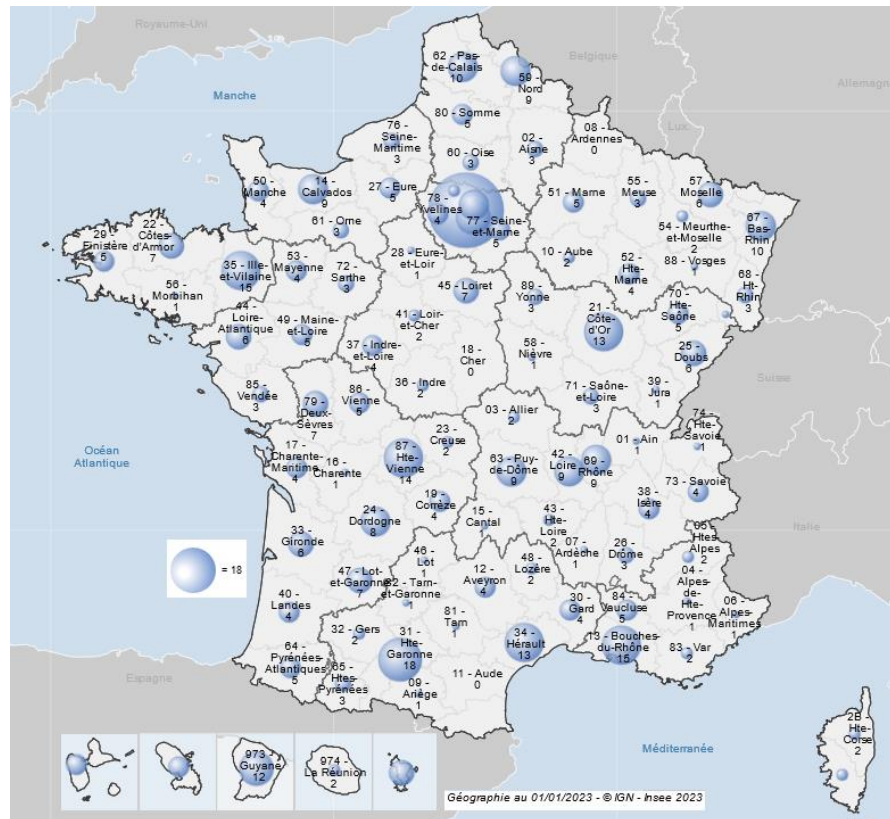 Royaume-Uni
Belgique
Allemagn
Manche
Lux.
62 - Pas-
de-Calais
10
59
Nord
9
80 - Somme
5
76 -
Seine-
Maritime
3
02 -
Aisne
3
08 -
Ardennes
0
60 - Oise
3
50 -
Manche
4
14 -
Calvados
9
27 - Eure
5
78 -
Yvelines
4
77 - Seine-
et-Marne
5
51 - Marne
5
55 -
Meuse
3
57 -
Moselle
6
54 - Meurthe-
et-Moselle
2
67 -
Bas-
Rhin
10
61 - Orne
3
29 -
Finistère
5
22 -
Côtes-
d'Armor
7
35 - Ille-
et-Vilaine
15
53 -
Mayenne
4
72 -
Sarthe
3
28 - Eure-
et-Loir
1
10 - Aube
2
52 -
Hte-
Marne
4
88 - Vosges
68 -
Ht-
Rhin
3
56 -
Morbihan
1
45 - Loiret
7
89 -
Yonne
3
21 -
Côte-
d'Or
13
70 -
Hte-
Saône
5
44 -
Loire-
Atlantique
6
49 - Maine-
et-Loire
5
41 - Loir-
et-Cher
2
37 - Indre-
et-Loire
4
18 -
Cher
0
58 -
Nièvre
1
25 -
Doubs
6
85 -
Vendée
3
79 -
Deux-
Sèvres
7
86 -
Vienne
5
36 - Indre
2
71 - Saône-
et-Loire
3
39 -
Jura
1
Suisse
03 - Allier
2
74 -
Hte-
Savoie
1
Océan
Atlantique
17 -
Charente-
Maritime
4
16 -
Charente
1
87 -
Hte-
Vienne
14
23 -
Creuse
2
63 - Puy-
de-Dôme
9
42 -
Loire
9
69 -
Rhône
9
01 - Ain
1
73 - Savoie
4
38 -
Isère
4
24 -
Dordogne
8
19 -
Corrèze
4
15 -
Cantal
43 -
Hte-
Loire
2
07 -
Ardèche
1
26 -
Drôme
3
05 -
Htes-
Alpes
2
Italie
33 -
Gironde
6
= 18
47 - Lot-
et-Garonne
7
46 -
Lot
1
82 - Tarn-
et-Garonne
1
12 -
Aveyron
4
48 -
Lozère
2
30 -
Gard
4
84 -
Vaucluse
5
04 -
Alpes-
de-
Hte-
Provence
1
06 -
Alpes-
Maritimes
1
40 -
Landes
4
32 - Gers
2
31 -
Hte-
Garonne
18
81 -
Tarn
1
34 -
Hérault
13
13 - Bouches-
du-Rhône
15
83 - Var
2
64 -
Pyrénées-
Atlantiques
5
65 -
Htes-
Pyrénées
3
09 -
Ariège
1
11 - Aude
0
Espagne
Méditerranée
2B -
Hte-
Corse
2
973 -
Guyane
12
974 -
La Réunion
2
Géographie au 01/01/2023 - © IGN - Insee 2023